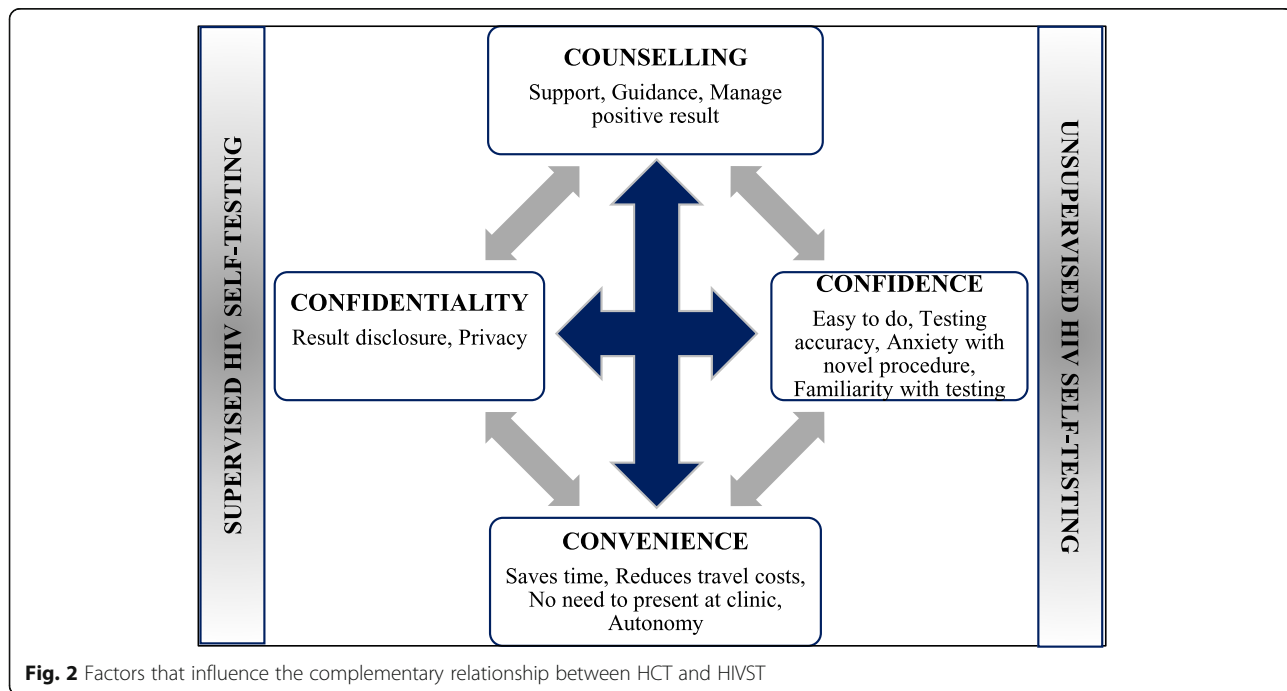 SUPERVISED HIV SELF-TESTING
COUNSELLING
Support, Guidance, Manage
positive result
CONFIDENTIALITY
Result disclosure, Privacy
CONFIDENCE
Easy to do, Testing
accuracy, Anxiety with
novel procedure,
Familiarity with testing
CONVENIENCE
Saves time, Reduces travel costs,
No need to present at clinic,
Autonomy
UNSUPERVISED HIV SELF-TESTING
Fig. 2 Factors that influence the complementary relationship between HCT and HIVST